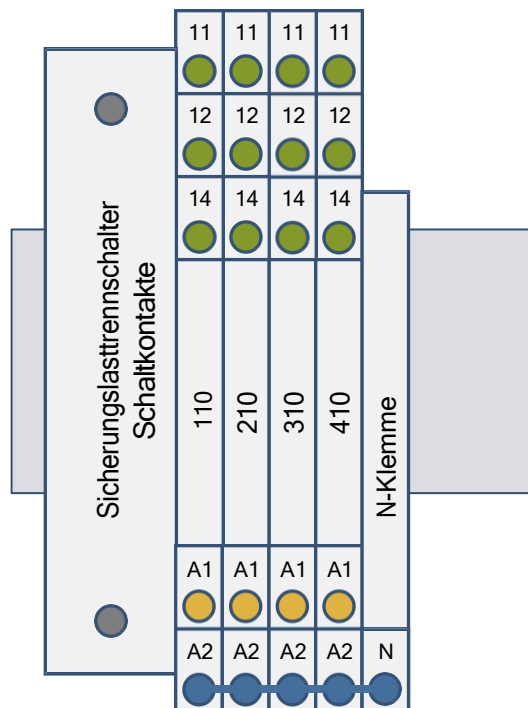 11 11 11 11
12 12 12 12
14 14 14 14
Sicherungslasttrennschalter
Schaltkontakte
110
210
310
410
N-Klemme
A1 A1 A1 A1
A2 A2 A2 A2 N